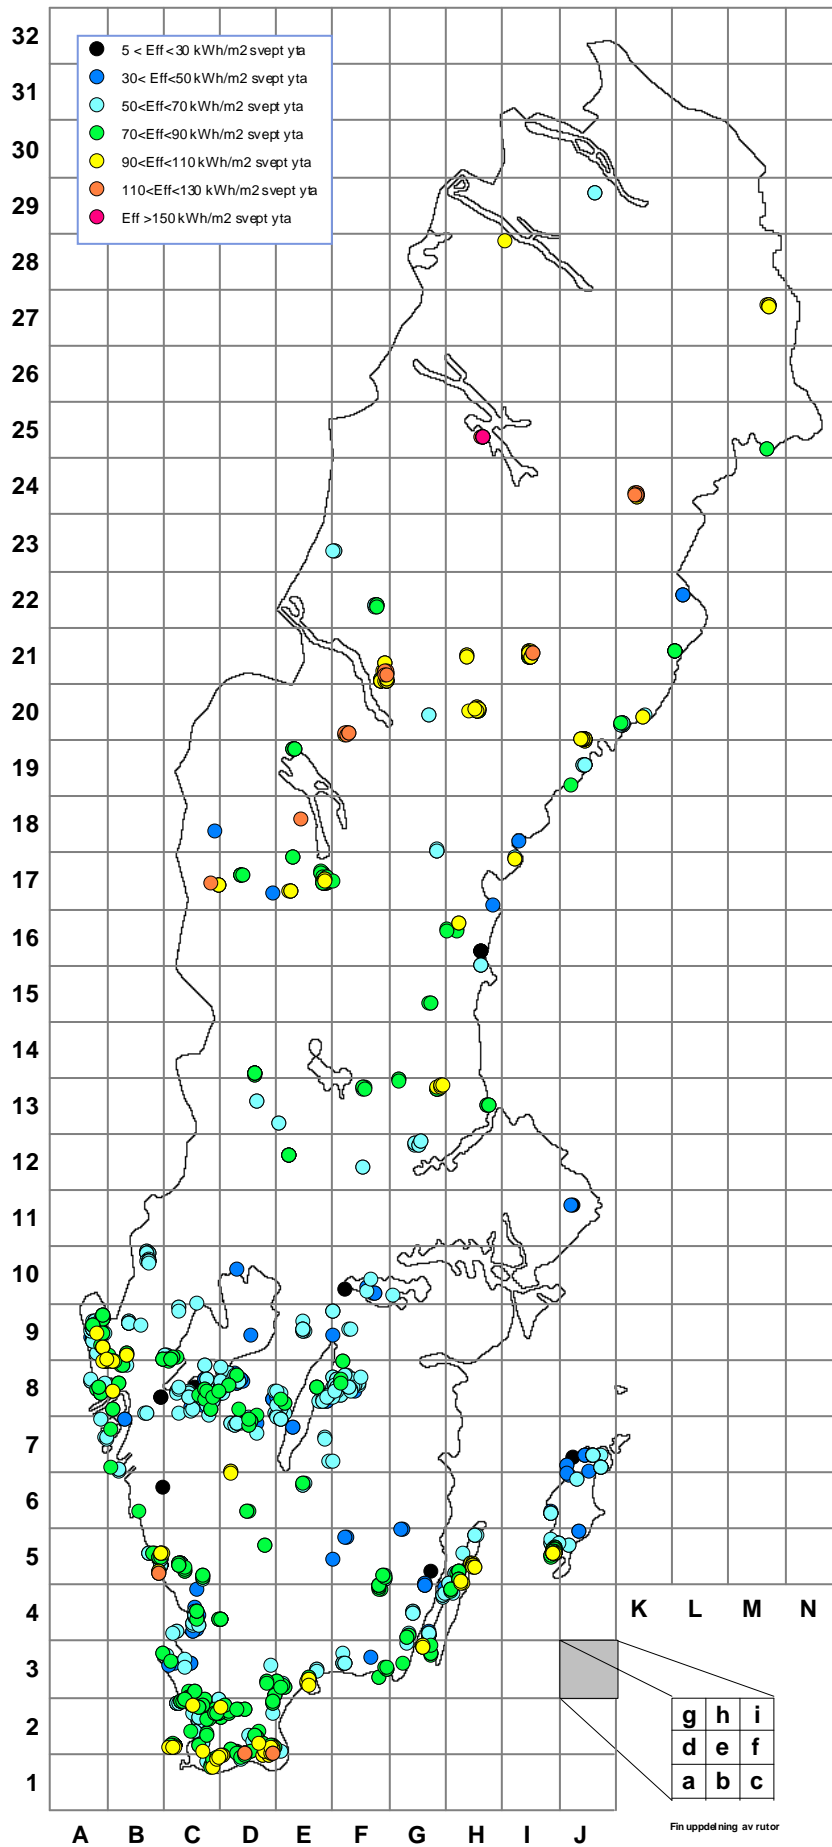 32
31
30
29
28
27
26
25
24
23
22
21
20
19
18
17
16
15
14
13
12
11
10
9
8
7
6
5
4
3
2
1
5 < Eff<30 kWh/m2 svept yta
30< Eff<50 kWh/m2 svept yta
50<Eff<70 kWh/m2 svept yta
70<Eff<90 kWh/m2 svept yta
90<Eff<110 kWh/m2 svept yta
110<Eff<130 kWh/m2 svept yta
Eff >150 kWh/m2 svept yta
K L M N
g h i
d e f
a b c
Fin uppdelning av rutor
A B C D E F G H I J